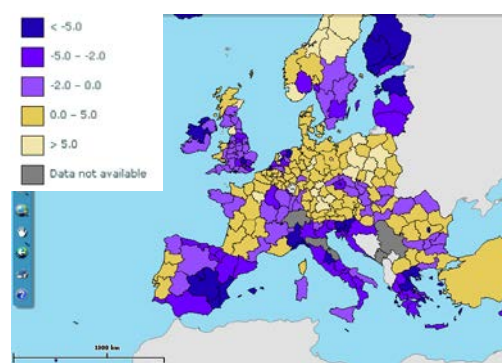 < -5.0
-5.0 – -2.0
-2.0 – 0.0
0.0 – 5.0
> 5.0
Data not available
1300 km